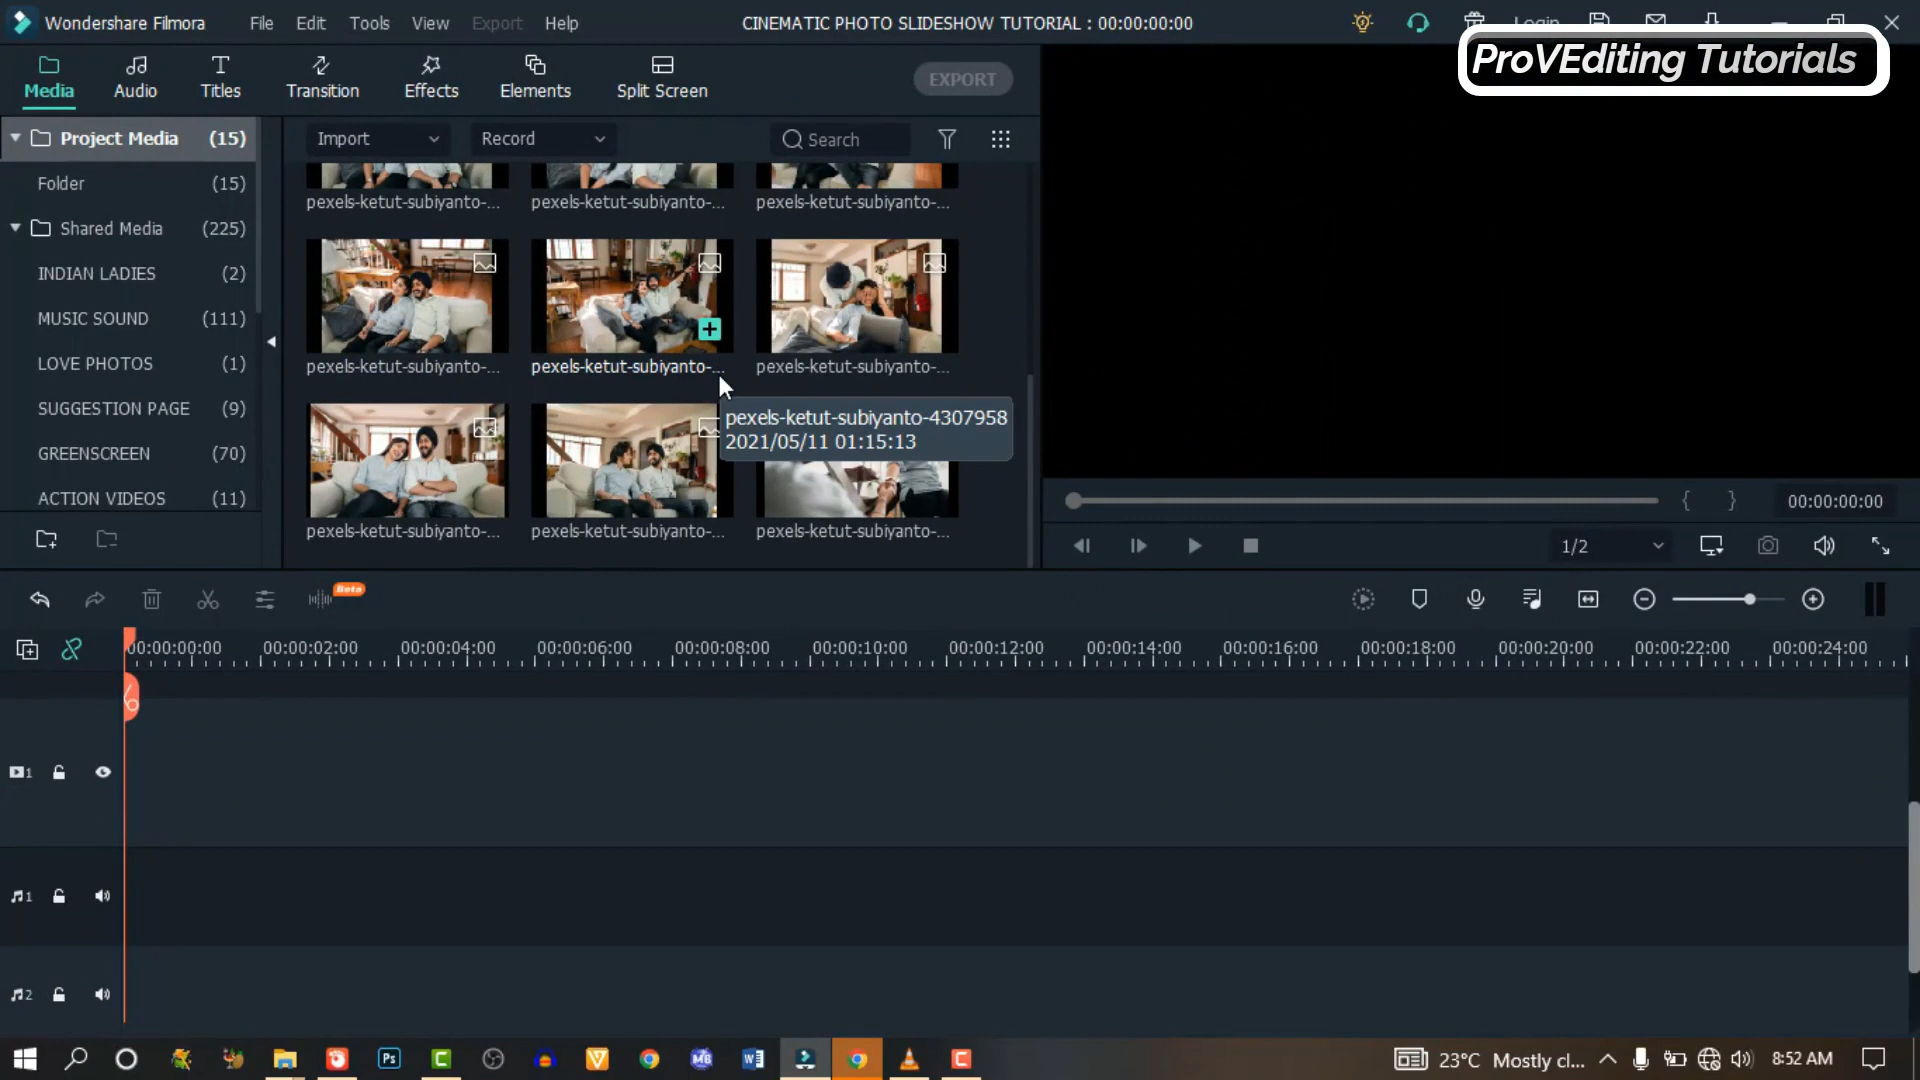 Wondershare Filmora
File
Edit
Tools
View
Export
Help
CINEMATIC PHOTO SLIDESHOW TUTORIAL : 00:00:00:00
Login
ProVEditing Tutorials
Media
Audio
Titles
Transition
Effects
Elements
Split Screen
EXPORT
Project Media (15)
Folder (15)
Shared Media (225)
INDIAN LADIES (2)
MUSIC SOUND (111)
LOVE PHOTOS (1)
SUGGESTION PAGE (9)
GREENSCREEN (70)
ACTION VIDEOS (11)
Import
Record
Search
pexels-ketut-subiyanto-...
pexels-ketut-subiyanto-...
pexels-ketut-subiyanto-...
pexels-ketut-subiyanto-...
pexels-ketut-subiyanto-...
pexels-ketut-subiyanto-...
pexels-ketut-subiyanto-4307958
2021/05/11 01:15:13
pexels-ketut-subiyanto-...
pexels-ketut-subiyanto-...
pexels-ketut-subiyanto-...
{ }
00:00:00:00
1/2
Beta
00:00:00:00
00:00:02:00
00:00:04:00
00:00:06:00
00:00:08:00
00:00:10:00
00:00:12:00
00:00:14:00
00:00:16:00
00:00:18:00
00:00:20:00
00:00:22:00
00:00:24:00
1
1
2
Ps
C
MB
W
C
23°C Mostly cl...
8:52 AM